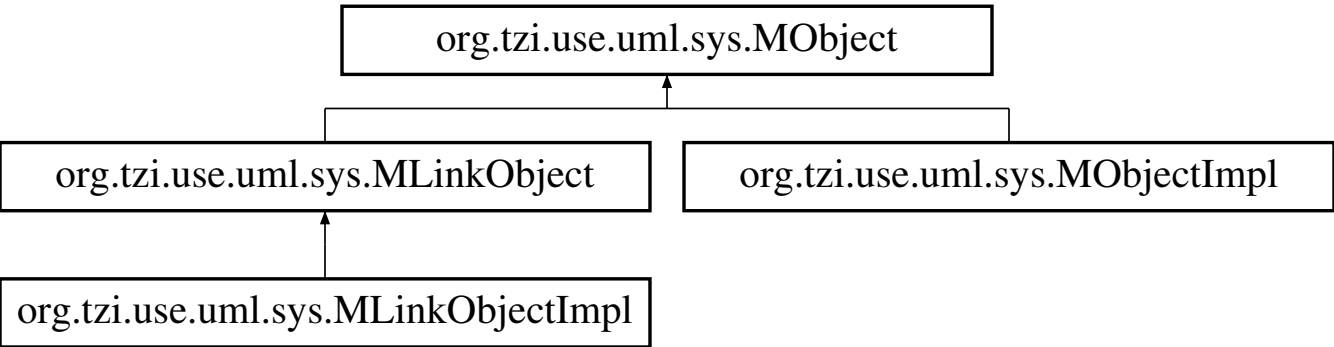 org.tzi.use.uml.sys.MObject
org.tzi.use.uml.sys.MLinkObject
org.tzi.use.uml.sys.MObjectImpl
org.tzi.use.uml.sys.MLinkObjectImpl